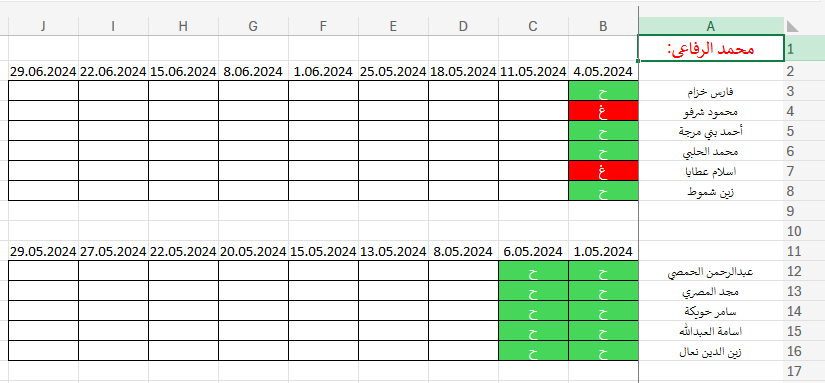 A B C D E F G H I J
1 محمد الرفاعي:
2 4.05.2024 11.05.2024 18.05.2024 25.05.2024 1.06.2024 8.06.2024 15.06.2024 22.06.2024 29.06.2024
3 فارس خزام ح
4 محمود شرفو غ
5 أحمد بني مرجة ح
6 محمد الحلبي ح
7 اسلام عطايا غ
8 زين شموط ح
9
10
11 1.05.2024 6.05.2024 8.05.2024 13.05.2024 15.05.2024 20.05.2024 22.05.2024 27.05.2024 29.05.2024
12 عبدالرحمن الحمصي ح ح
13 مجد المصري ح ح
14 سامر حويكة ح ح
15 اسامة العبدالله ح ح
16 زين الدين نعال ح ح
17